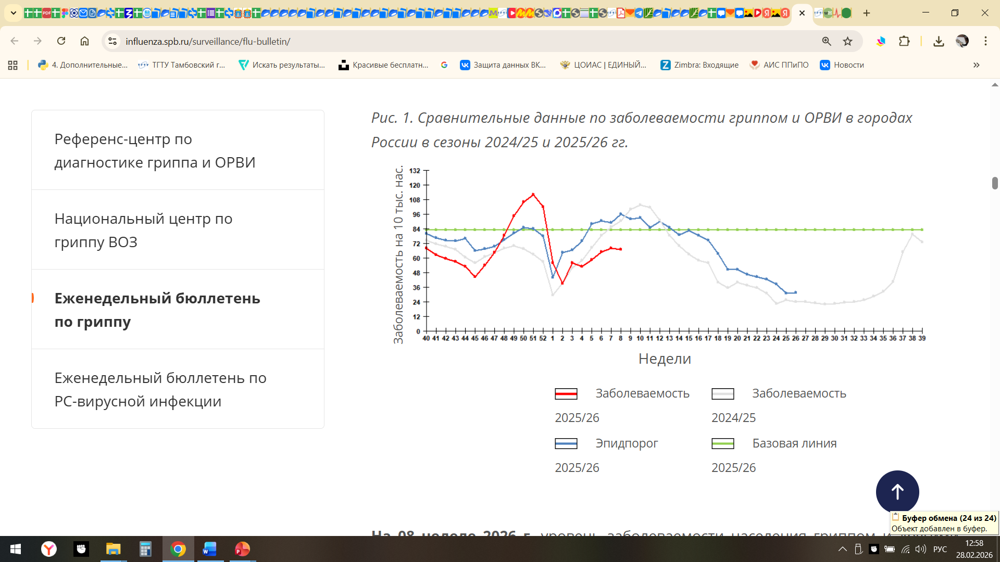 influenza.spb.ru/surveillance/flu-bulletin/
4. Дополнительные...
ТГТУ Тамбовский г...
Искать результаты...
Красивые бесплатн...
Защита данных ВК...
ЦОИАС | ЕДИНЫЙ...
Zimbra: Входящие
АИС ППиПО
Новости
»
Референс-центр по
диагностике гриппа и ОРВИ
Национальный центр по
гриппу ВОЗ
Еженедельный бюллетень
по гриппу
Еженедельный бюллетень по
РС-вирусной инфекции
Рис. 1. Сравнительные данные по заболеваемости гриппом и ОРВИ в городах
России в сезоны 2024/25 и 2025/26 гг.
Заболеваемость на 10 тыс. нас.
132
120
108
96
84
72
60
48
36
24
12
0
40 41 42 43 44 45 46 47 48 49 50 51 52 1 2 3 4 5 6 7 8 9 10 11 12 13 14 15 16 17 18 19 20 21 22 23 24 25 26 27 28 29 30 31 32 33 34 35 36 37 38 39
Недели
Заболеваемость
2025/26
Заболеваемость
2024/25
Эпидпорог
2025/26
Базовая линия
2025/26
На 08 неделе 2026 г. уровень заболеваемости населения гриппом и
Буфер обмена (24 из 24)
Объект добавлен в буфер.
РУС
12:58
28.02.2026